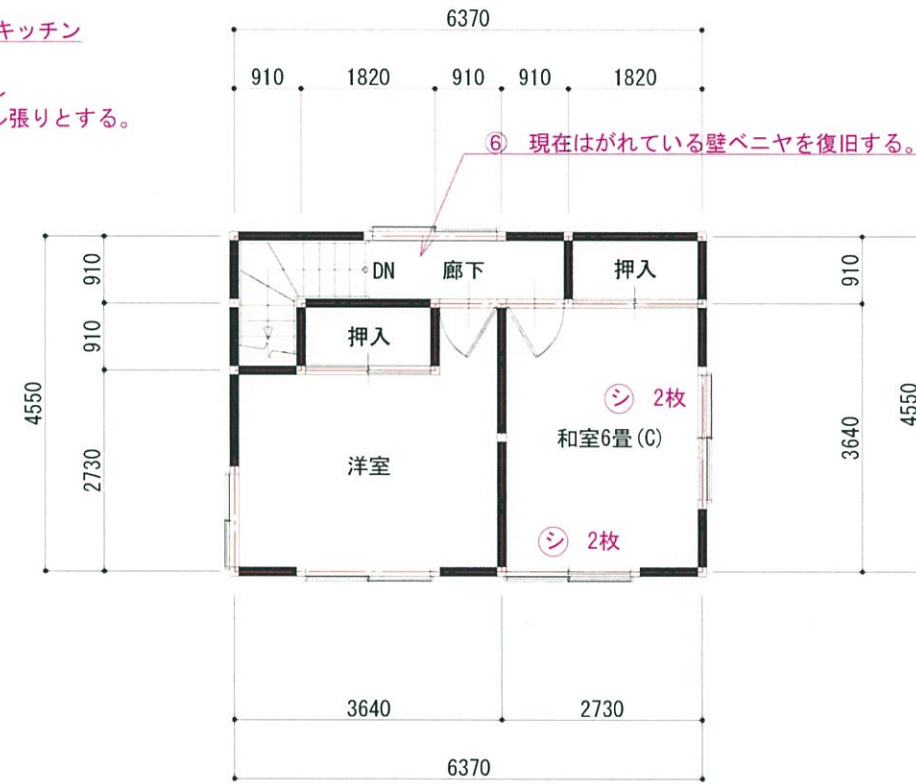 キッチン
6370
910 1820 910 910 1820
ル張りとする。
⑥ 現在はがれている壁ベニヤを復旧する。
910 DN 廊下 押入 910
910 押入
4550 4550
シ 2枚
和室6畳(C) 3640
2730 洋室
シ 2枚
3640 2730
6370